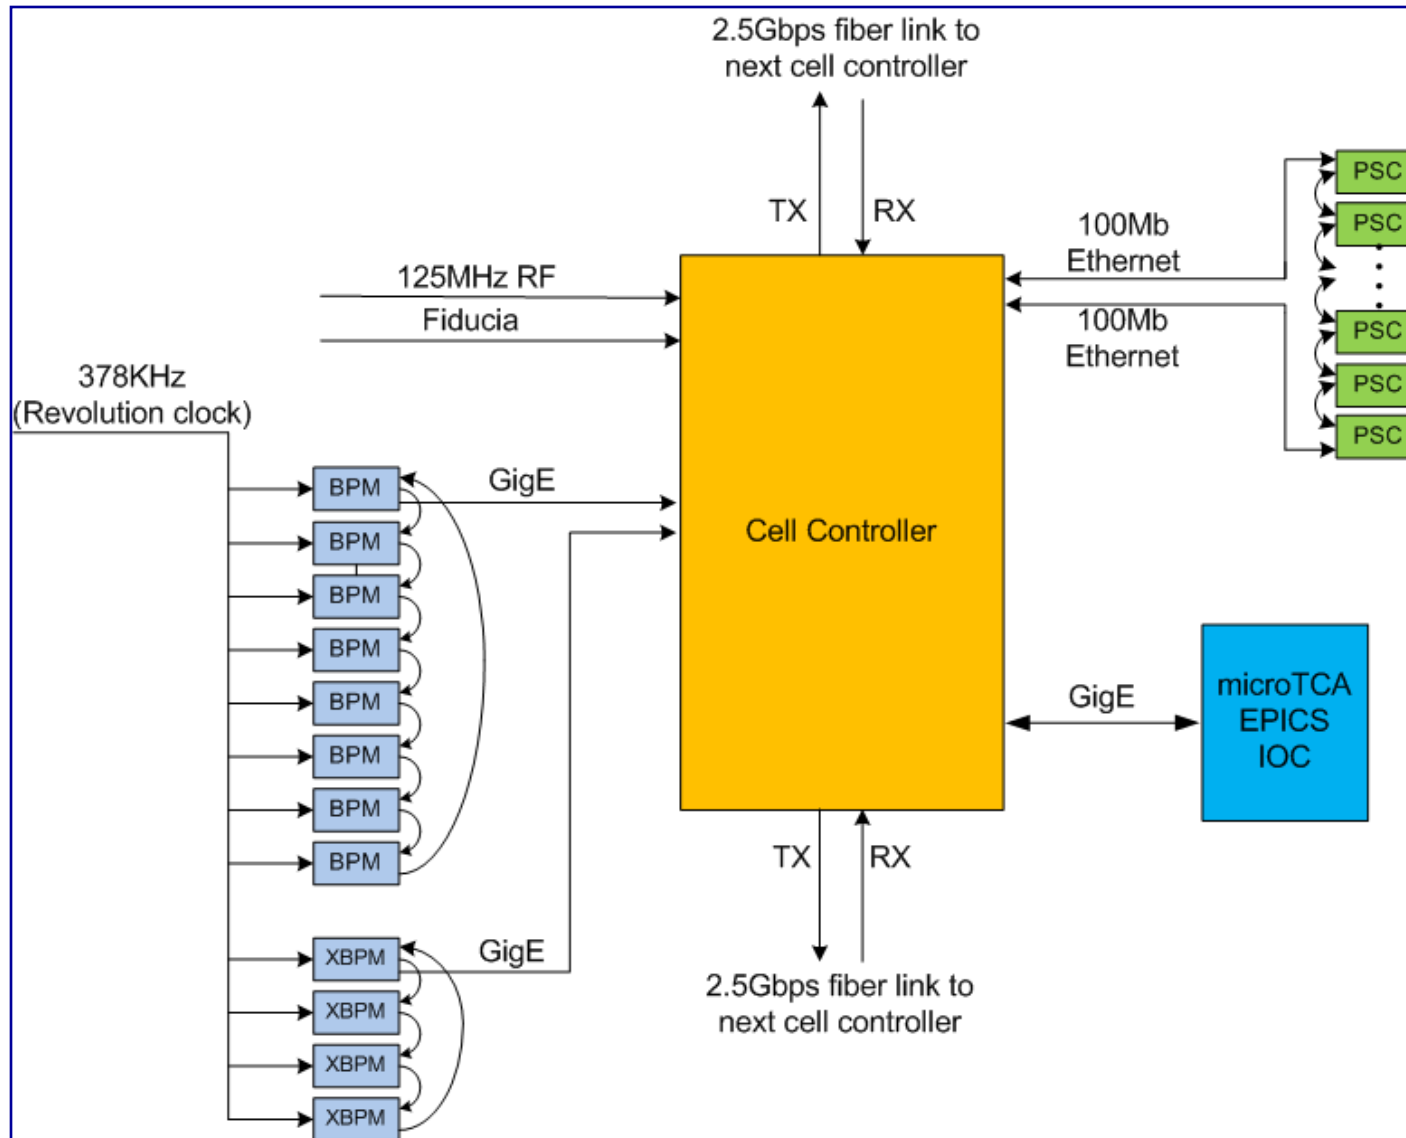 2.5Gbps fiber link to
next cell controller
TX
RX
PSC
PSC
PSC
PSC
PSC
100Mb
Ethernet
100Mb
Ethernet
125MHz RF
Fiducia
378KHz
(Revolution clock)
BPM
BPM
BPM
BPM
BPM
BPM
BPM
BPM
GigE
Cell Controller
GigE
microTCA
EPICS
IOC
TX
RX
XBPM
XBPM
XBPM
XBPM
GigE
2.5Gbps fiber link to
next cell controller